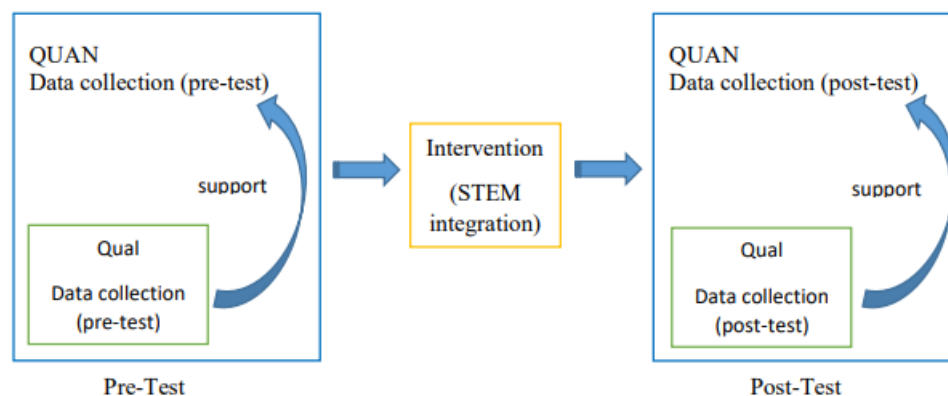 QUAN
Data collection (pre-test)
support
Qual
Data collection
(pre-test)
Pre-Test
Intervention
(STEM
integration)
QUAN
Data collection (post-test)
support
Qual
Data collection
(post-test)
Post-Test